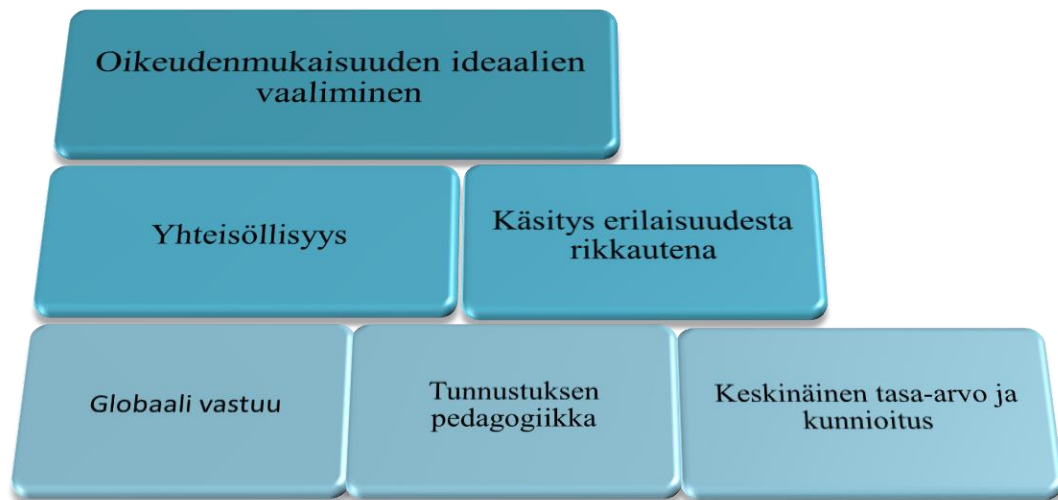 Oikeudenmukaisuuden ideaalien
vaaliminen
Yhteisöllisyys
Käsitys erilaisuudesta
rikkautena
Globaali vastuu
Tunnustuksen
pedagogiikka
Keskinäinen tasa-arvo ja
kunnioitus